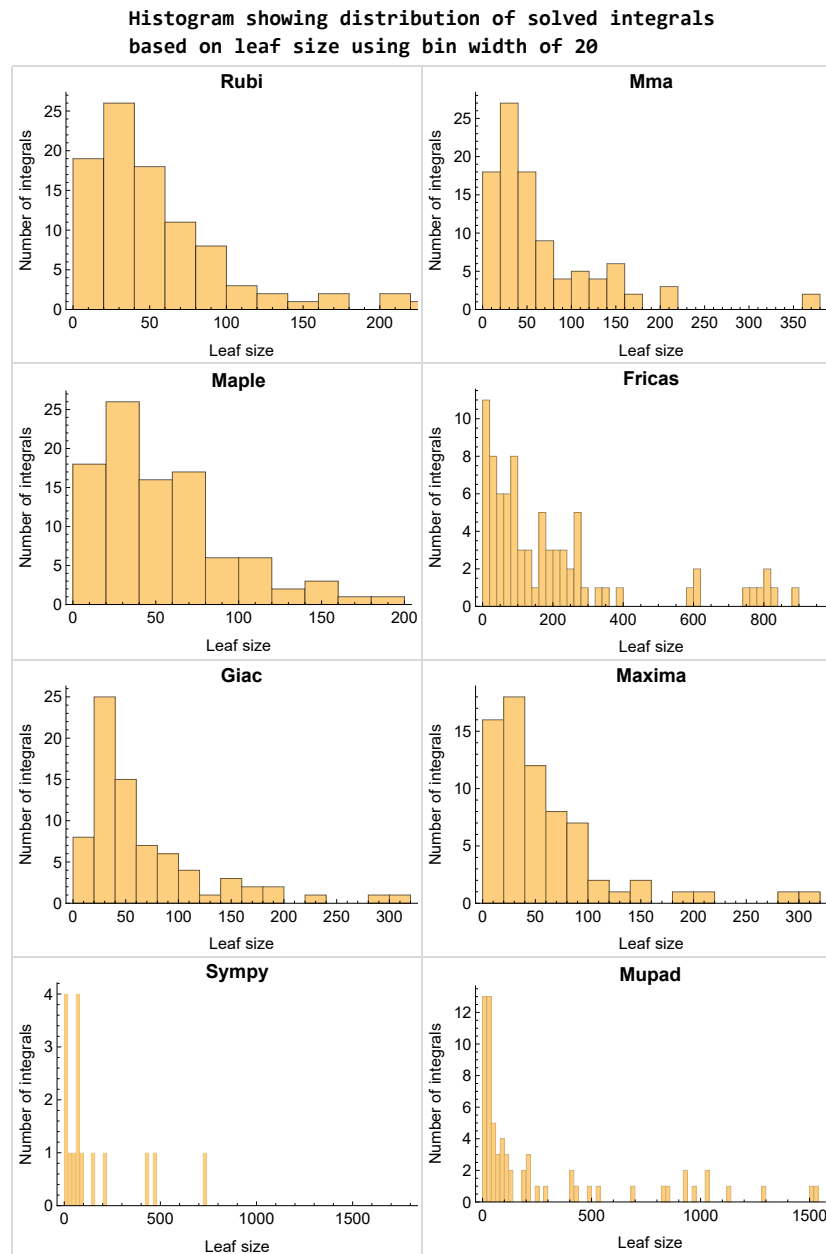 Histogram showing distribution of solved integrals
based on leaf size using bin width of 20
Rubi
Number of integrals
25
20
15
10
5
0
0 50 100 150 200
Leaf size
Mma
Number of integrals
25
20
15
10
5
0
0 50 100 150 200 250 300 350
Leaf size
Maple
Number of integrals
25
20
15
10
5
0
0 50 100 150 200
Leaf size
Fricas
Number of integrals
10
8
6
4
2
0
0 200 400 600 800
Leaf size
Giac
Number of integrals
25
20
15
10
5
0
0 50 100 150 200 250 300
Leaf size
Maxima
Number of integrals
15
10
5
0
0 50 100 150 200 250 300
Leaf size
Sympy
Number of integrals
4
3
2
1
0
0 500 1000 1500
Leaf size
Mupad
Number of integrals
12
10
8
6
4
2
0
0 500 1000 1500
Leaf size